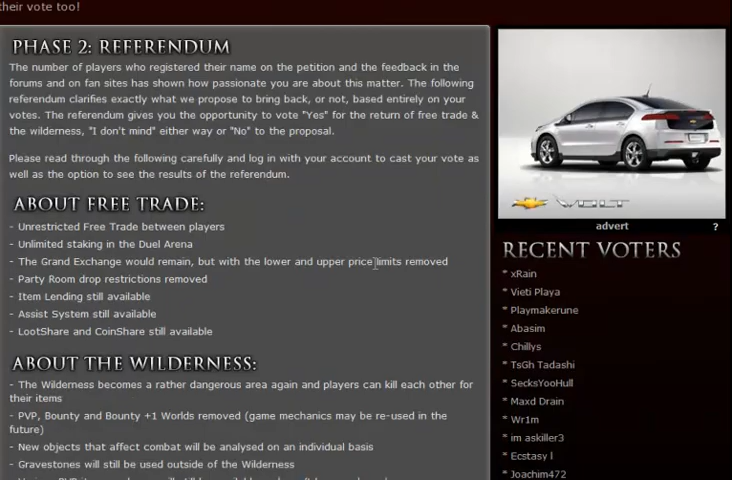 their vote too!
PHASE 2: REFERENDUM
The number of players who registered their name on the petition and the feedback in the
forums and on fan sites has shown how passionate you are about this matter. The following
referendum clarifies exactly what we propose to bring back, or not, based entirely on your
votes. The referendum gives you the opportunity to vote "Yes" for the return of free trade &
the wilderness, "I don't mind" either way or "No" to the proposal.
Please read through the following carefully and log in with your account to cast your vote as
well as the option to see the results of the referendum.
ABOUT FREE TRADE:
- Unrestricted Free Trade between players
- Unlimited staking in the Duel Arena
- The Grand Exchange would remain, but with the lower and upper price limits removed
- Party Room drop restrictions removed
- Item Lending still available
- Assist System still available
- LootShare and CoinShare still available
ABOUT THE WILDERNESS:
- The Wilderness becomes a rather dangerous area again and players can kill each other for
their items
- PVP, Bounty and Bounty +1 Worlds removed (game mechanics may be re-used in the
future)
- New objects that affect combat will be analysed on an individual basis
- Gravestones will still be used outside of the Wilderness
VOLT
advert ?
RECENT VOTERS
* xRain
* Vieti Playa
* Playmakerune
* Abasim
* Chillys
* TsGh Tadashi
* SecksYooHull
* Maxd Drain
* Wr1m
* im askiller3
* Ecstasy l
* Joachim472